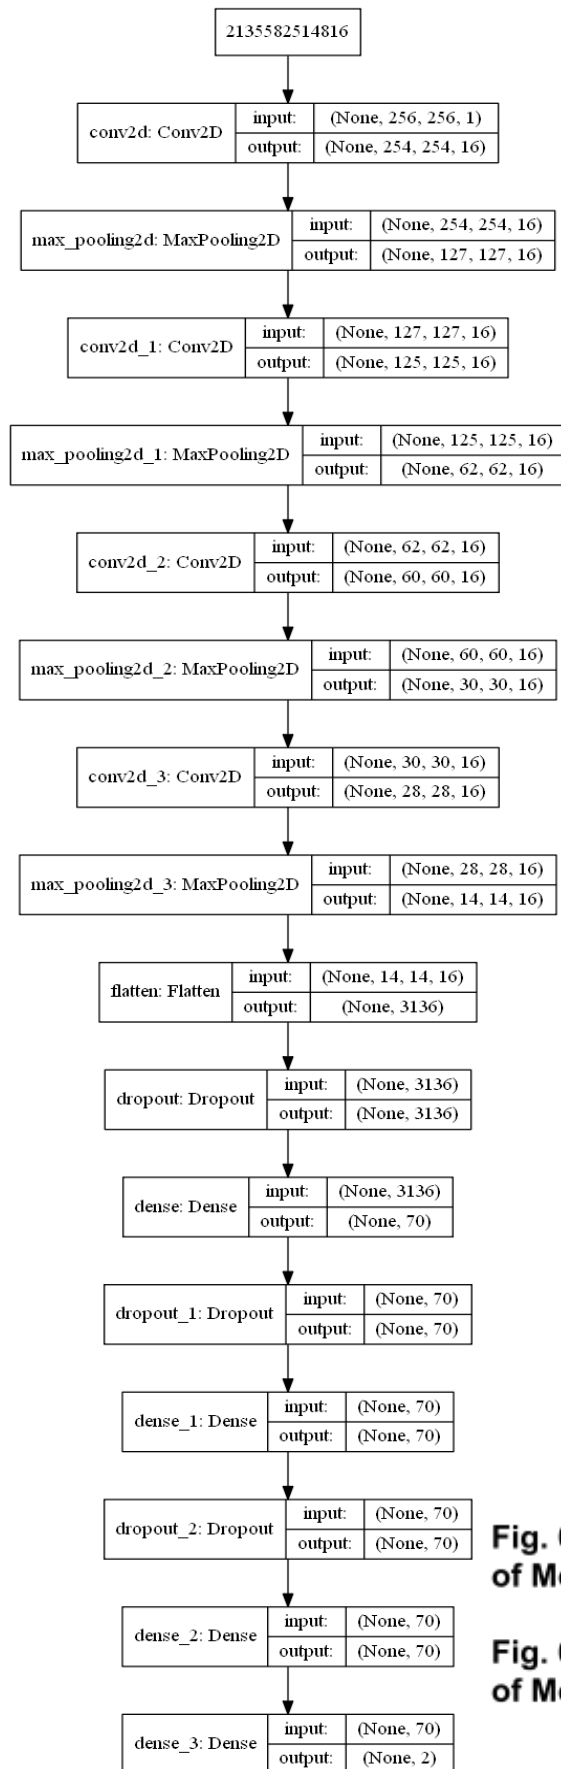 2135582514816
conv2d: Conv2D
input: (None, 256, 256, 1)
output: (None, 254, 254, 16)
max_pooling2d: MaxPooling2D
input: (None, 254, 254, 16)
output: (None, 127, 127, 16)
conv2d_1: Conv2D
input: (None, 127, 127, 16)
output: (None, 125, 125, 16)
max_pooling2d_1: MaxPooling2D
input: (None, 125, 125, 16)
output: (None, 62, 62, 16)
conv2d_2: Conv2D
input: (None, 62, 62, 16)
output: (None, 60, 60, 16)
max_pooling2d_2: MaxPooling2D
input: (None, 60, 60, 16)
output: (None, 30, 30, 16)
conv2d_3: Conv2D
input: (None, 30, 30, 16)
output: (None, 28, 28, 16)
max_pooling2d_3: MaxPooling2D
input: (None, 28, 28, 16)
output: (None, 14, 14, 16)
flatten: Flatten
input: (None, 14, 14, 16)
output: (None, 3136)
dropout: Dropout
input: (None, 3136)
output: (None, 3136)
dense: Dense
input: (None, 3136)
output: (None, 70)
dropout_1: Dropout
input: (None, 70)
output: (None, 70)
dense_1: Dense
input: (None, 70)
output: (None, 70)
dropout_2: Dropout
input: (None, 70)
output: (None, 70)
Fig.
of
dense_2: Dense
input: (None, 70)
output: (None, 70)
Fig.
of
dense_3: Dense
input: (None, 70)
output: (None, 2)